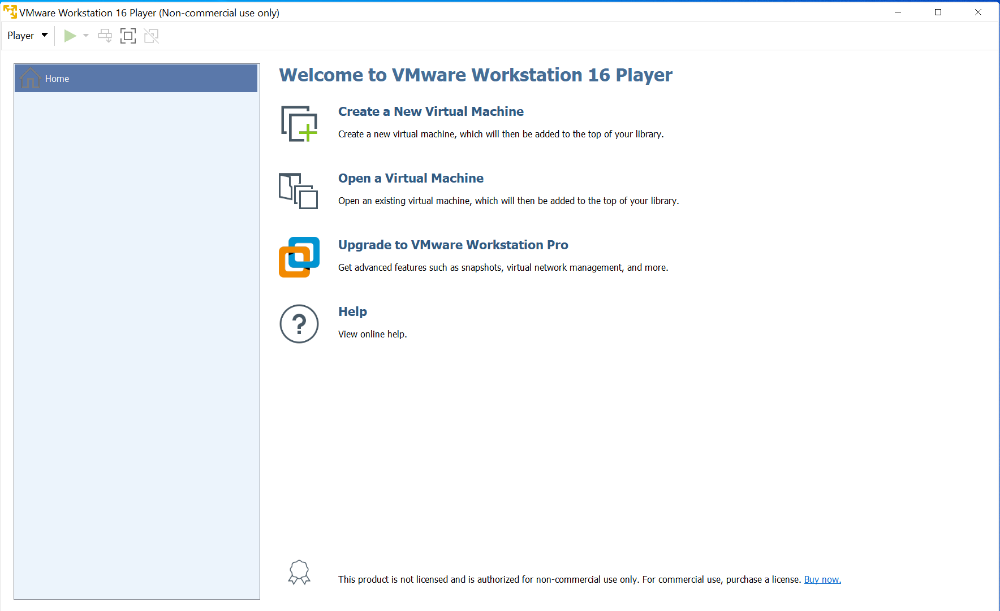 VMware Workstation 16 Player (Non-commercial use only)
Player
Home
Welcome to VMware Workstation 16 Player
Create a New Virtual Machine
Create a new virtual machine, which will then be added to the top of your library.
Open a Virtual Machine
Open an existing virtual machine, which will then be added to the top of your library.
Upgrade to VMware Workstation Pro
Get advanced features such as snapshots, virtual network management, and more.
?
Help
View online help.
This product is not licensed and is authorized for non-commercial use only. For commercial use, purchase a license. Buy now.